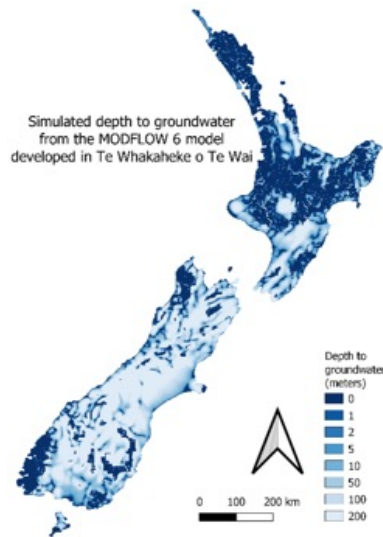 Simulated depth to groundwater
from the MODFLOW 6 model
developed in Te Whakaheke o Te Wai
Depth to
groundwater
(meters)
0
1
2
5
10
50
100
200
0 100 200 km